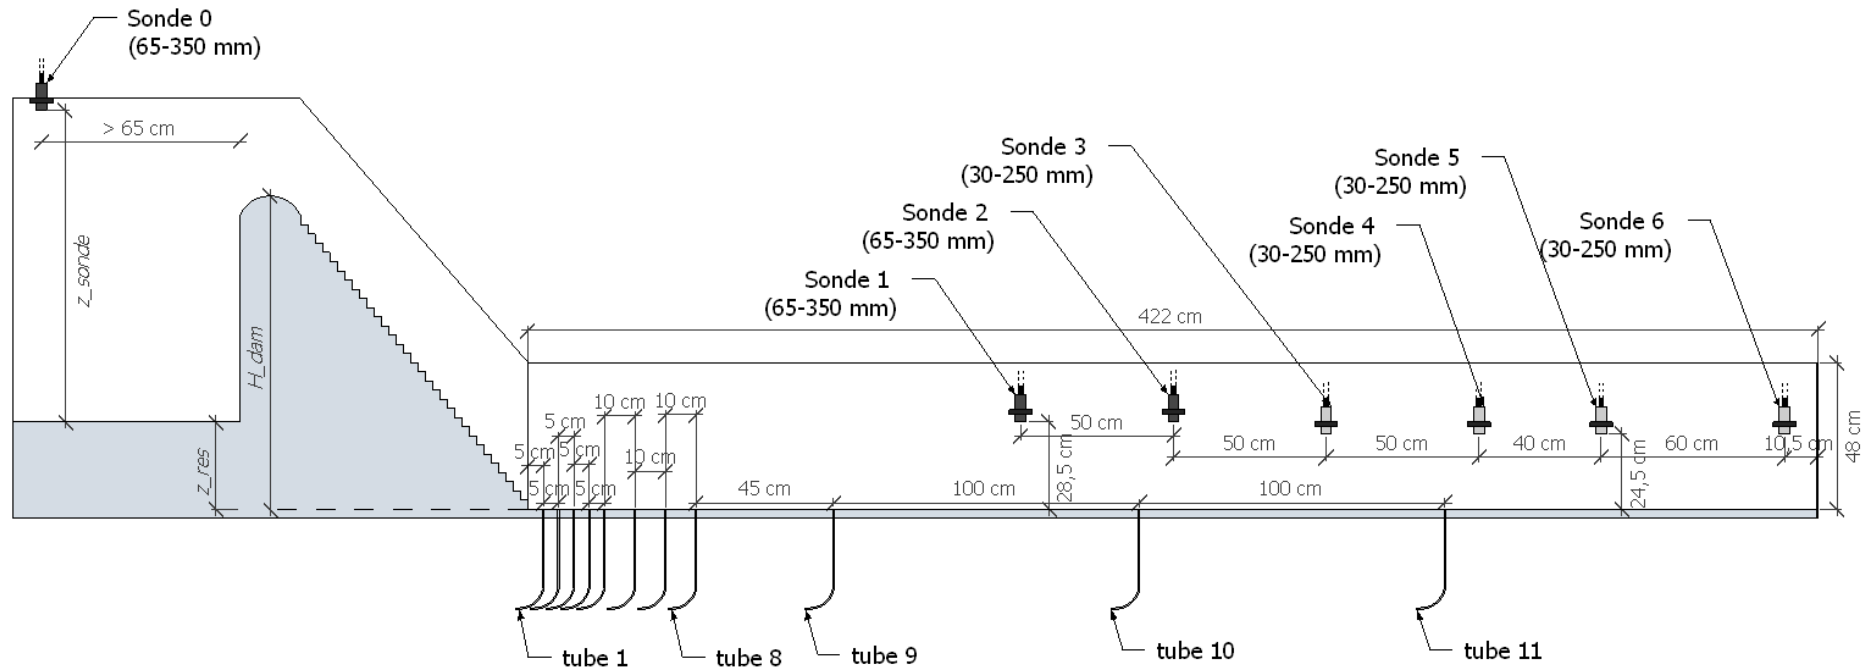 Sonde 0
(65-350 mm)
> 65 cm
z_sonde
H_dam
z_res
Sonde 1
(65-350 mm)
Sonde 2
(65-350 mm)
Sonde 3
(30-250 mm)
Sonde 4
(30-250 mm)
Sonde 5
(30-250 mm)
Sonde 6
(30-250 mm)
422 cm
48 cm
10 cm
10 cm
5 cm
5 cm
5 cm
10 cm
5 cm
5 cm
45 cm
100 cm
100 cm
50 cm
50 cm
50 cm
40 cm
60 cm
10,5 cm
28,5 cm
24,5 cm
tube 1
tube 8
tube 9
tube 10
tube 11